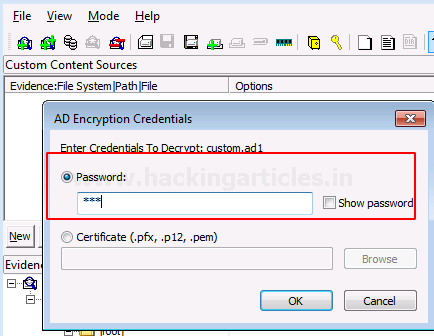 File View Mode Help
Custom Content Sources
Evidence:File System|Path|File Options
AD Encryption Credentials
Enter Credentials To Decrypt: custom.ad1
Password:
www.hackingarticles.in
***
Show password
Certificate (.pfx, .p12, .pem)
Browse
New
OK Cancel
Eviden
[root]